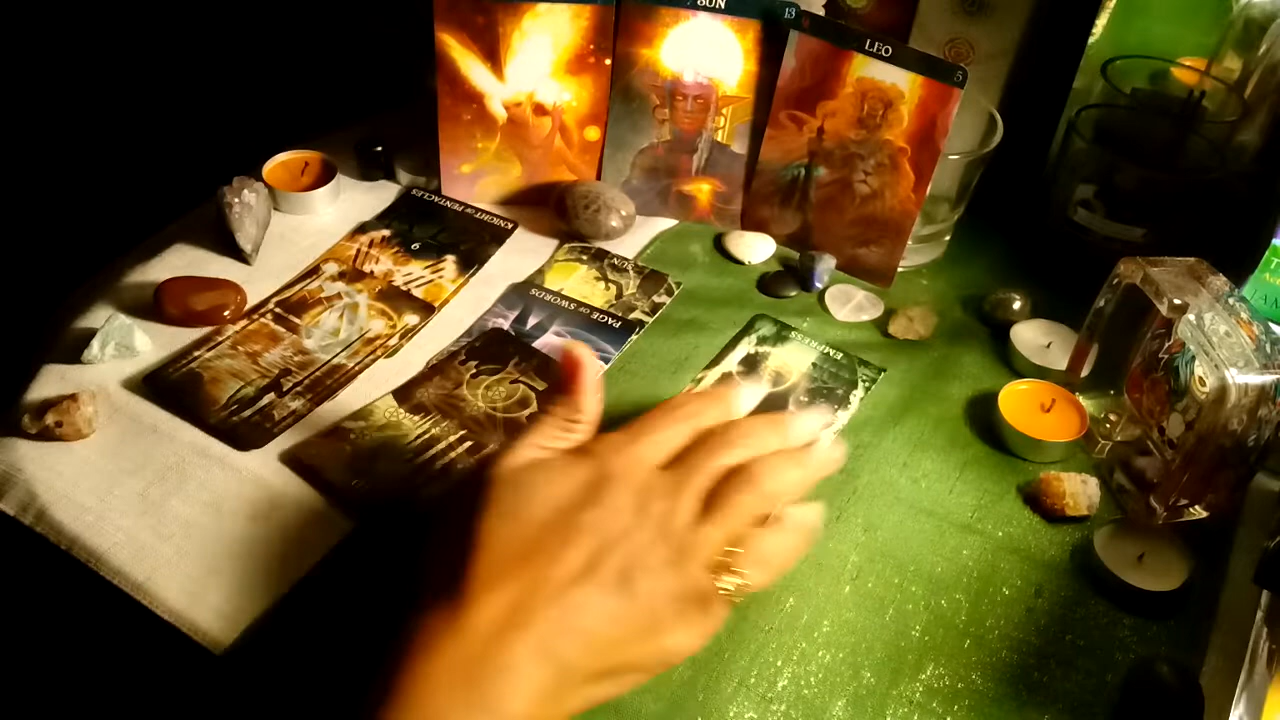 SUN
13
LEO
5
KNIGHT OF PENTACLES
9
SUN
PAGE OF SWORDS
EMPRESS